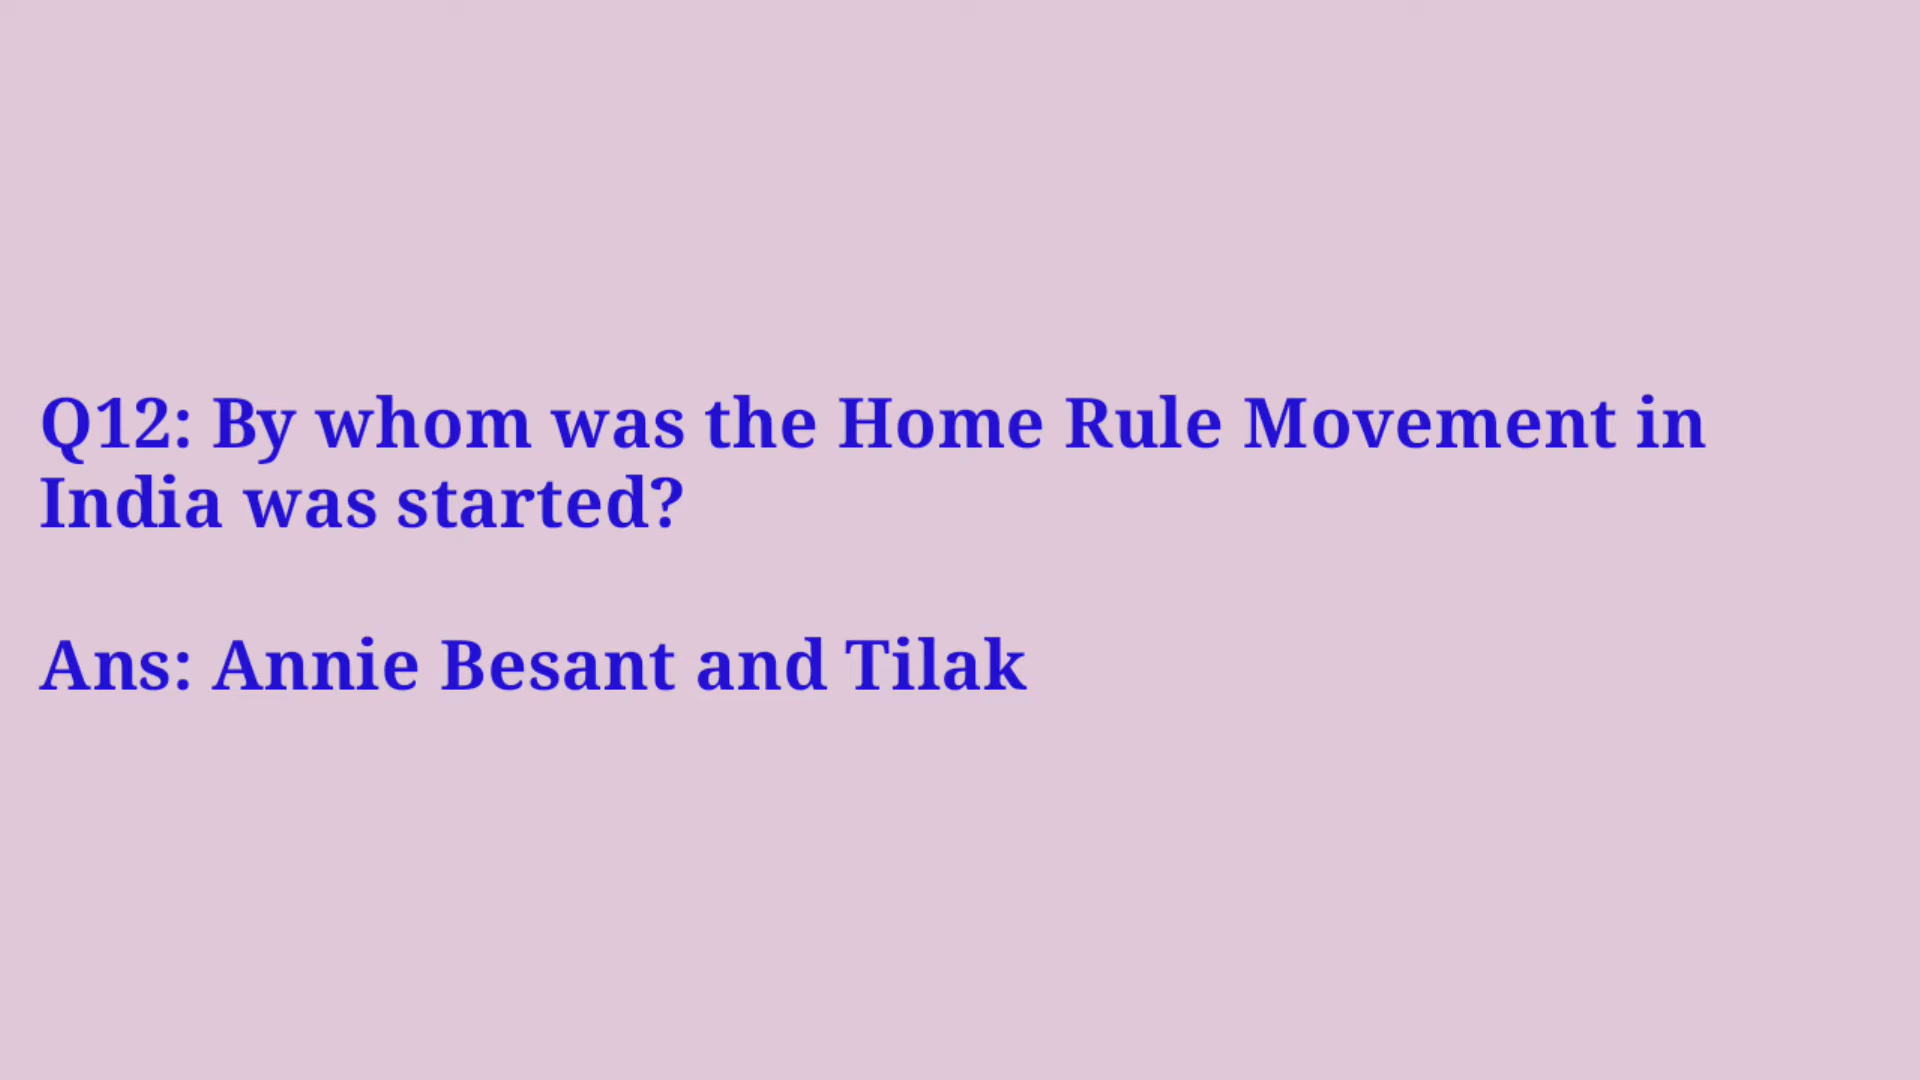 Q12: By whom was the Home Rule Movement in
India was started?
Ans: Annie Besant and Tilak